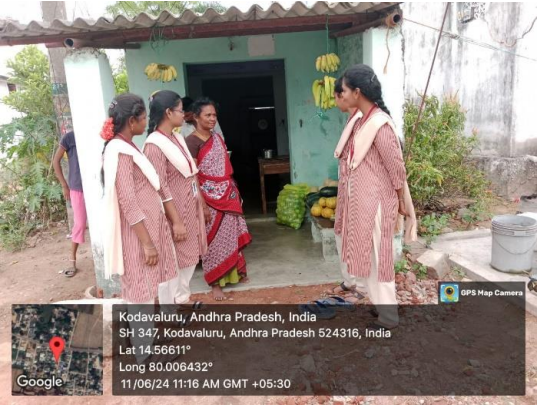 GPS Map Camera
Kodavaluru, Andhra Pradesh, India
SH 347, Kodavaluru, Andhra Pradesh 524316, India
Lat 14.56611°
Long 80.006432°
11/06/24 11:16 AM GMT +05:30
Google